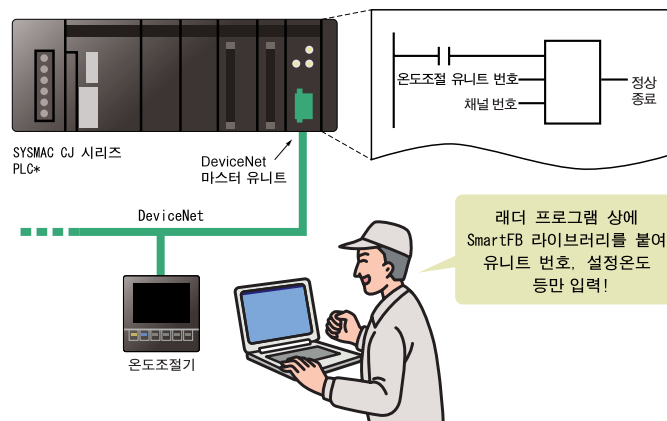 온도조절 유니트 번호
채널 번호
정상
종료
SYSMAC CJ 시리즈
PLC*
DeviceNet
마스터 유니트
DeviceNet
온도조절기
래더 프로그램 상에
SmartFB 라이브러리를 붙여
유니트 번호, 설정온도
등만 입력!